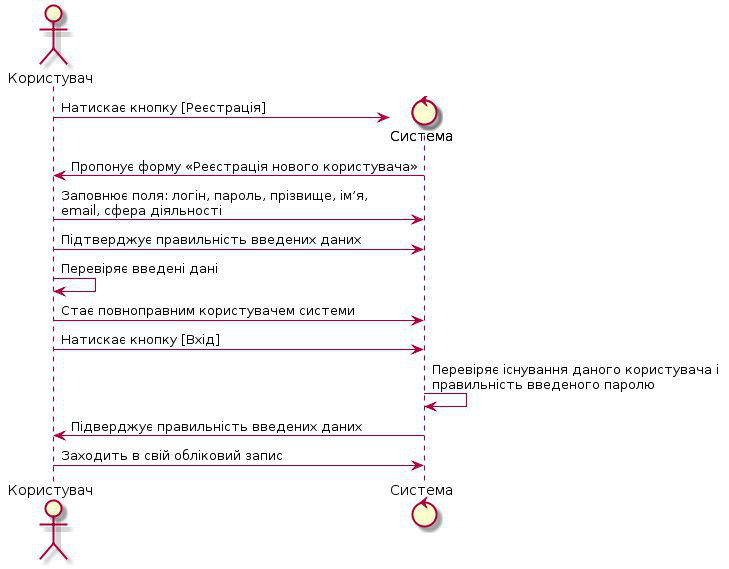 Користувач
Натискає кнопку [Реєстрація]
Система
Пропонує форму «Реєстрація нового користувача»
Заповнює поля: логін, пароль, прізвище, ім’я,
email, сфера діяльності
Підтверджує правильність введених даних
Перевіряє введені дані
Стає повноправним користувачем системи
Натискає кнопку [Вхід]
Перевіряє існування даного користувача і
правильність введеного паролю
Підверджує правильність введених даних
Заходить в свій обліковий запис
Користувач
Система